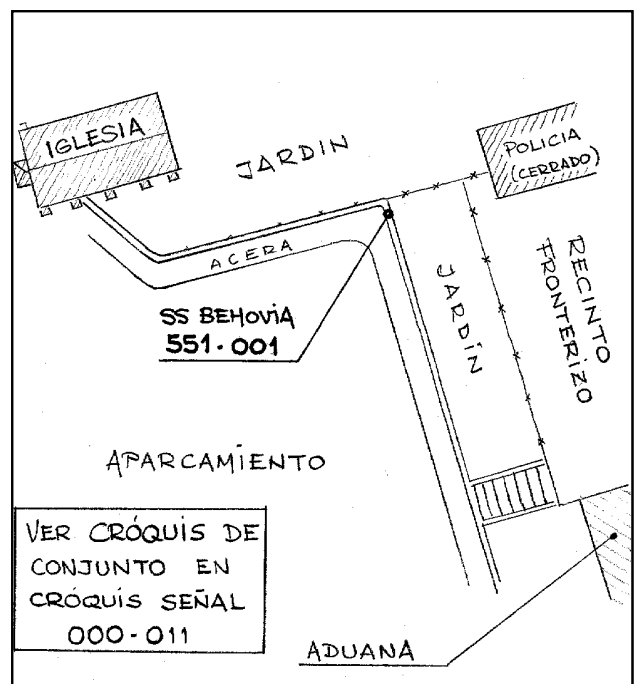 IGLESIA
JARDIN
POLICIA
(CERRADO)
ACERA
SS BEHOVIA
551.001
JARDÍN
RECINTO
FRONTERIZO
APARCAMIENTO
VER CRÓQUIS DE
CONJUNTO EN
CRÓQUIS SEÑAL
000-011
ADUANA